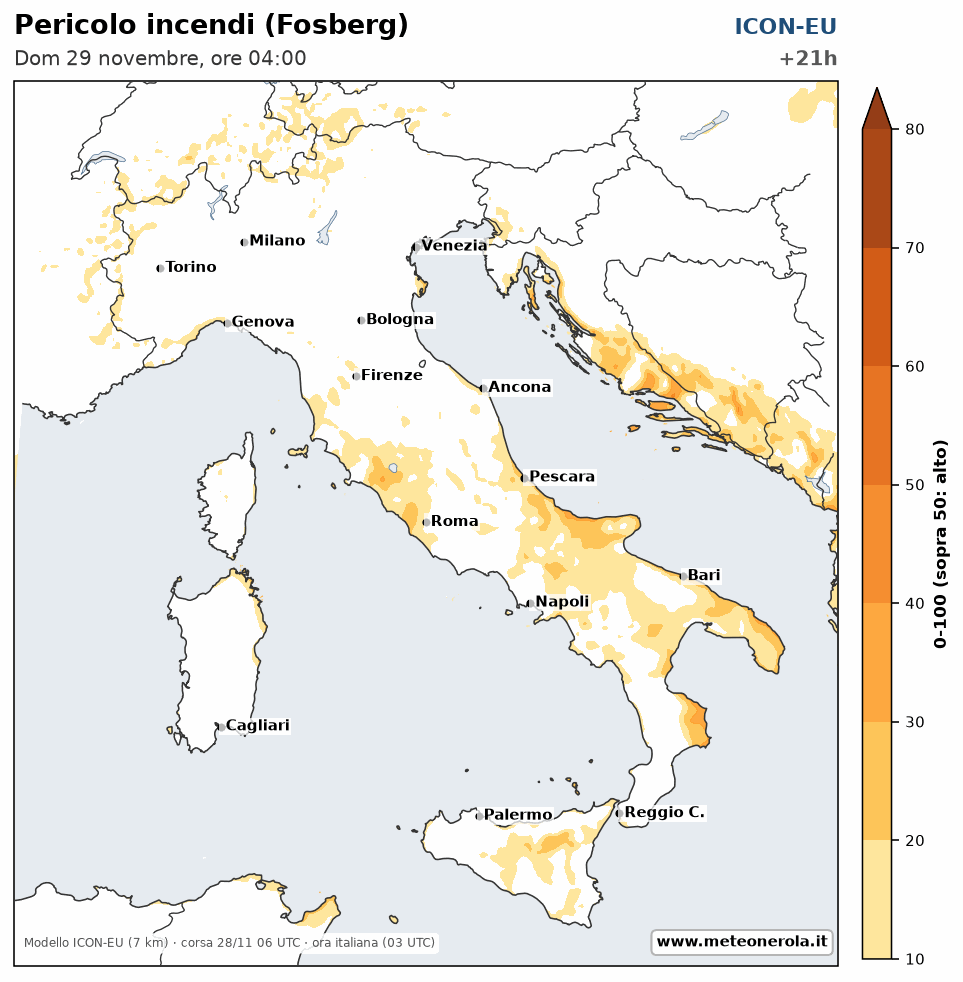 Pericolo incendi (Fosberg)
ICON-EU
Dom 29 novembre, ore 04:00
+21h
80
70
60
50
40
30
20
10
0-100 (sopra 50: alto)
Milano
Venezia
Torino
Genova
Bologna
Firenze
Ancona
Pescara
Roma
Bari
Napoli
Cagliari
Palermo
Reggio C.
Modello ICON-EU (7 km) · corsa 28/11 06 UTC · ora italiana (03 UTC)
www.meteonerola.it